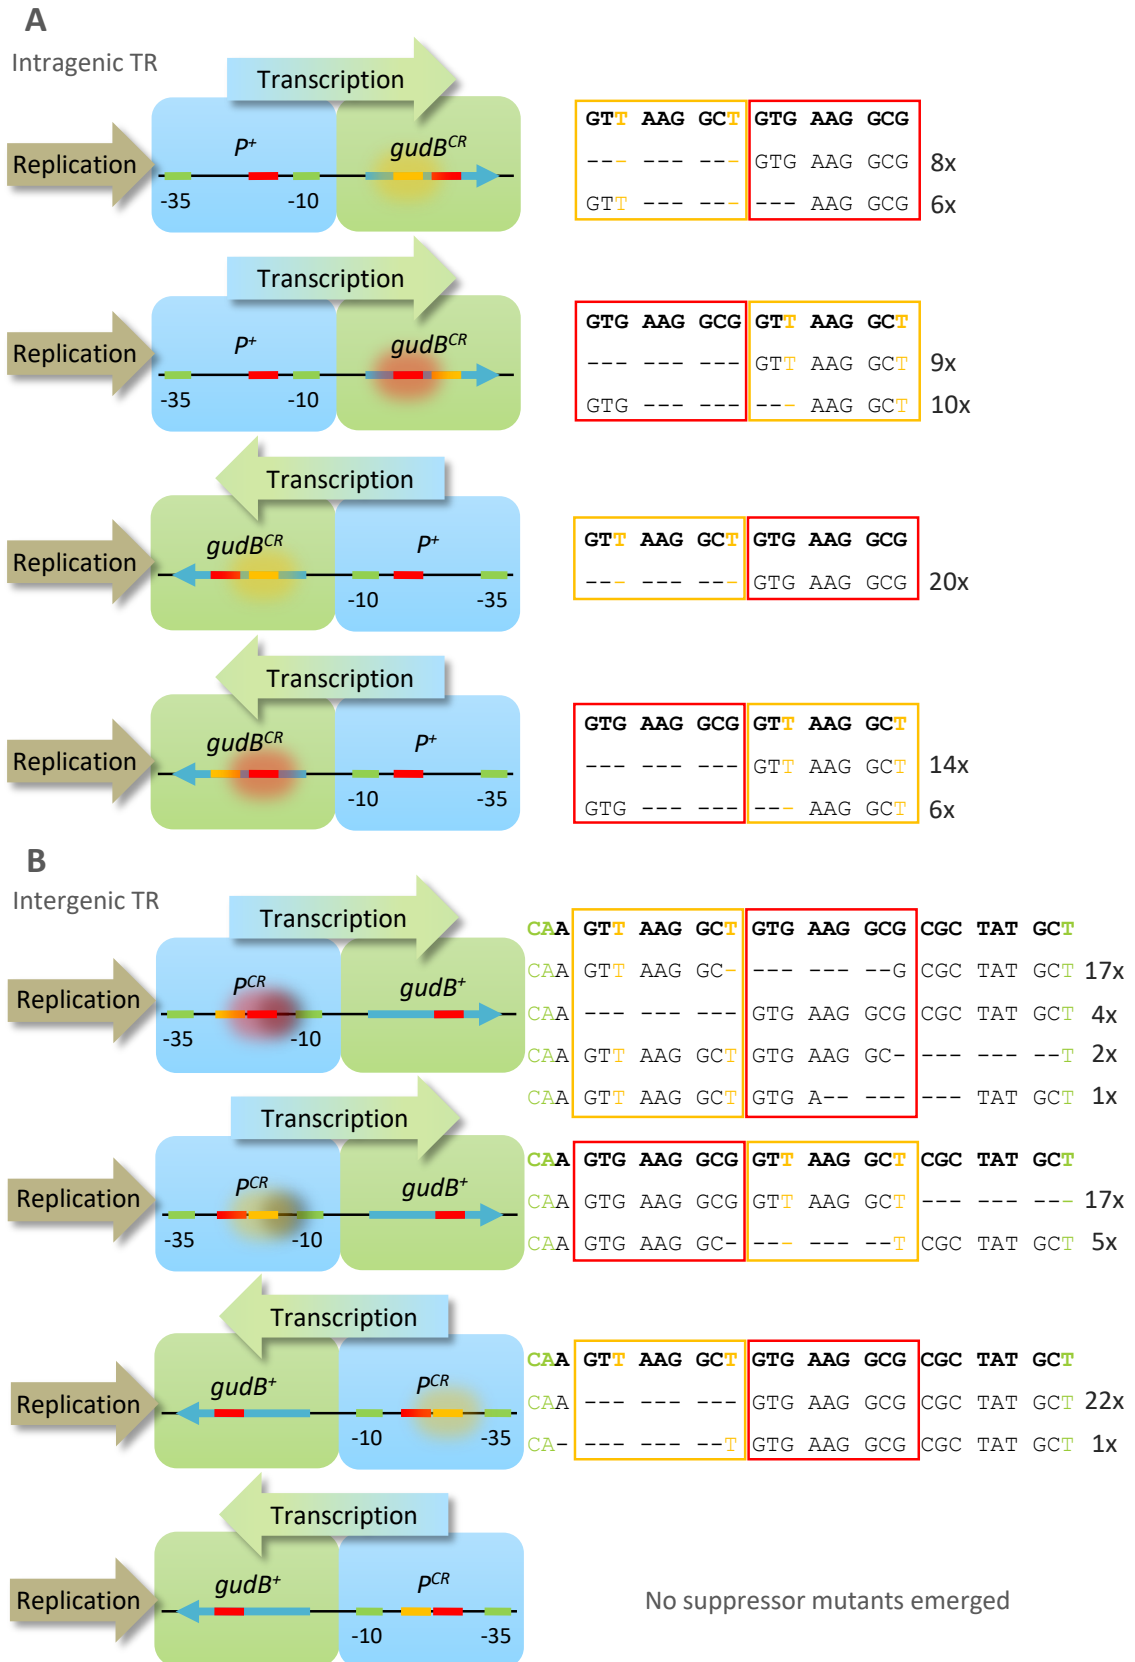 A
Intragenic TR
Transcription
Replication
P+
gudBCR
-35
-10
GTT AAG GCT GTG AAG GCG
--- --- --- GTG AAG GCG 8x
GTT --- --- --- AAG GCG 6x
Transcription
Replication
P+
gudBCR
-35
-10
GTG AAG GCG GTT AAG GCT
--- --- --- GTT AAG GCT 9x
GTG --- --- --- AAG GCT 10x
Transcription
Replication
gudBCR
P+
-10
-35
GTT AAG GCT GTG AAG GCG
--- --- --- GTG AAG GCG 20x
Transcription
Replication
gudBCR
P+
-10
-35
GTG AAG GCG GTT AAG GCT
--- --- --- GTT AAG GCT 14x
GTG --- --- --- AAG GCT 6x
B
Intergenic TR
Transcription
Replication
PCR
gudB+
-35
-10
CAA GTT AAG GCT GTG AAG GCG CGC TAT GCT
CAA GTT AAG GC- --- --- --G CGC TAT GCT 17x
CAA --- --- --- GTG AAG GCG CGC TAT GCT 4x
CAA GTT AAG GCT GTG AAG GC- --- --- --T 2x
CAA GTT AAG GCT GTG A-- --- --- TAT GCT 1x
Transcription
Replication
PCR
gudB+
-35
-10
CAA GTG AAG GCG GTT AAG GCT CGC TAT GCT
CAA GTG AAG GCG GTT AAG GCT --- --- --- 17x
CAA GTG AAG GC- --- --- --T CGC TAT GCT 5x
Transcription
Replication
gudB+
PCR
-10
-35
CAA GTT AAG GCT GTG AAG GCG CGC TAT GCT
CAA --- --- --- GTG AAG GCG CGC TAT GCT 22x
CA- --- --- --T GTG AAG GCG CGC TAT GCT 1x
Transcription
Replication
gudB+
PCR
-10
-35
No suppressor mutants emerged